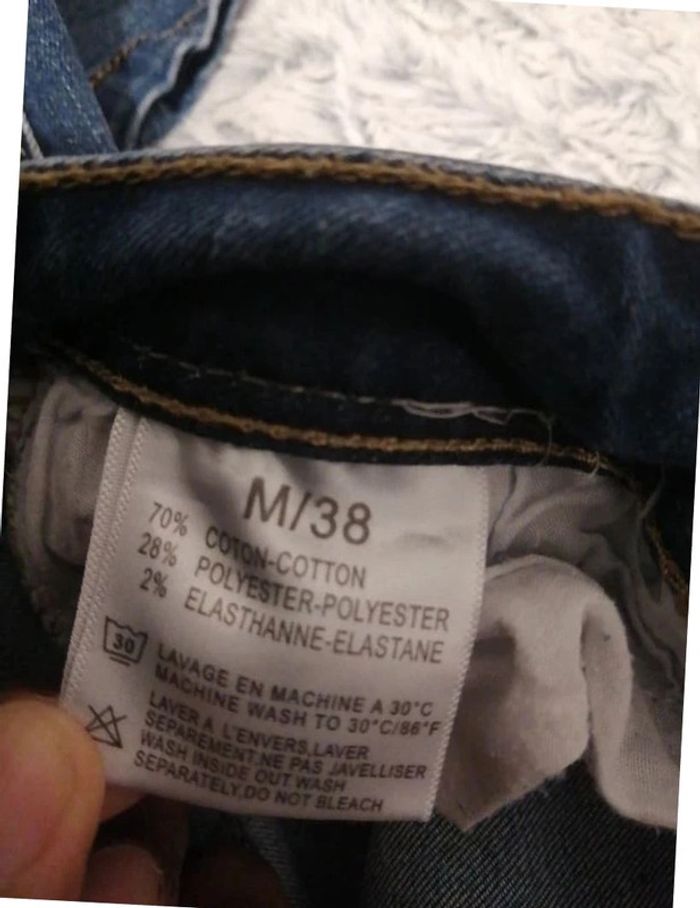 M/38
70% COTON-COTTON
28% POLYESTER-POLYESTER
2% ELASTHANNE-ELASTANE
30
LAVAGE EN MACHINE A 30°C
MACHINE WASH TO 30°C/86°F
LAVER A L'ENVERS,LAVER
SEPAREMENT.NE PAS JAVELLISER
WASH INSIDE OUT WASH
SEPARATELY,DO NOT BLEACH